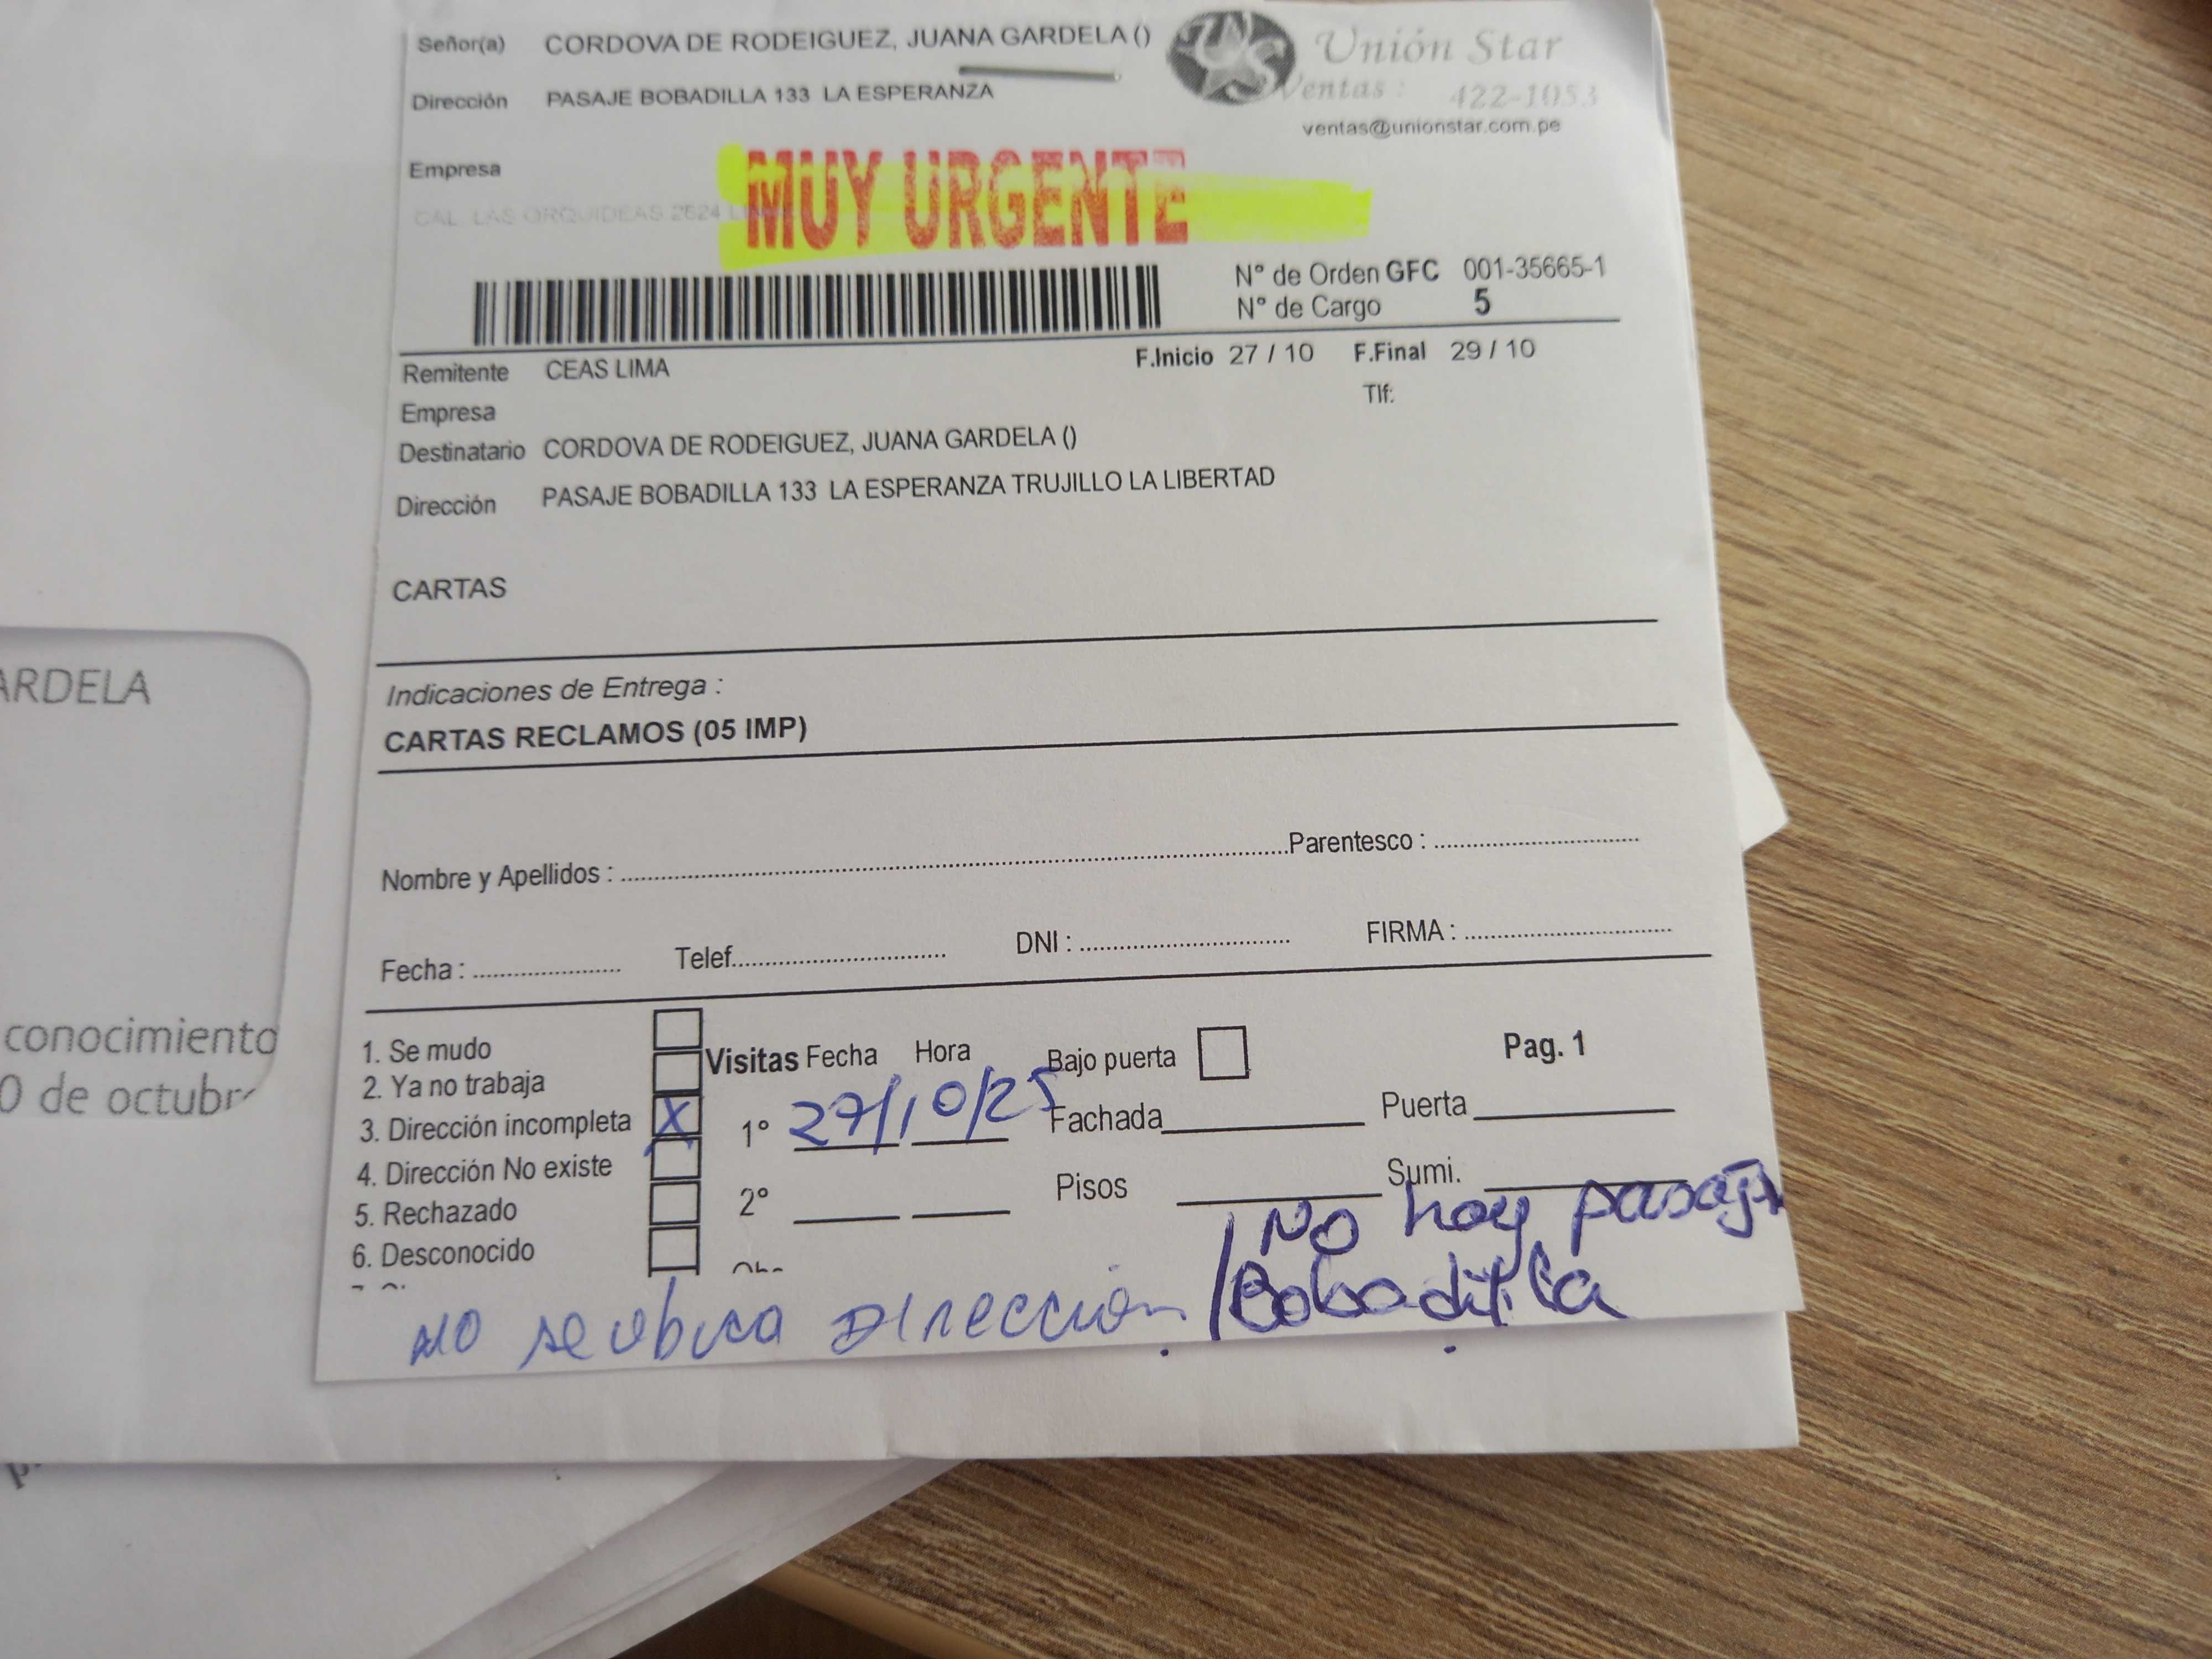 Señor(a) CORDOVA DE RODEIGUEZ, JUANA GARDELA ()
Unión Star
Dirección PASAJE BOBADILLA 133 LA ESPERANZA
Ventas : 422-1053
ventas@unionstar.com.pe
Empresa
MUY URGENTE
CAL. LAS ORQUIDEAS 2624
N° de Orden GFC 001-35665-1
N° de Cargo 5
Remitente CEAS LIMA
F.Inicio 27 / 10 F.Final 29 / 10
Empresa
Tlf:
Destinatario CORDOVA DE RODEIGUEZ, JUANA GARDELA ()
Dirección PASAJE BOBADILLA 133 LA ESPERANZA TRUJILLO LA LIBERTAD
CARTAS
ARDELA
Indicaciones de Entrega :
CARTAS RECLAMOS (05 IMP)
Nombre y Apellidos : Parentesco :
Fecha : Telef. DNI : FIRMA :
conocimiento
0 de octubr
1. Se mudo
2. Ya no trabaja
3. Dirección incompleta X
4. Dirección No existe
5. Rechazado
6. Desconocido
Visitas Fecha Hora
1° 27/10/25
2°
Bajo puerta Pag. 1
Fachada Puerta
Pisos Sumi.
No se ubica Dirección / No hay pasaje
Bobadilla